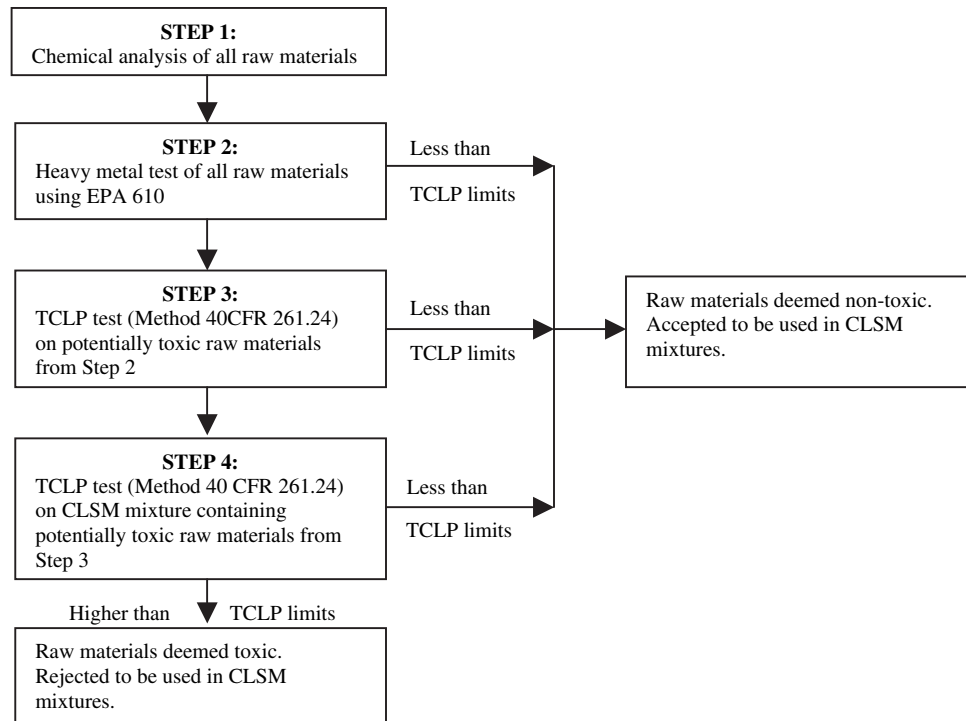 STEP 1:
Chemical analysis of all raw materials
STEP 2:
Heavy metal test of all raw materials
using EPA 610
Less than
TCLP limits
STEP 3:
TCLP test (Method 40CFR 261.24)
on potentially toxic raw materials
from Step 2
Less than
TCLP limits
Raw materials deemed non-toxic.
Accepted to be used in CLSM
mixtures.
STEP 4:
TCLP test (Method 40 CFR 261.24)
on CLSM mixture containing
potentially toxic raw materials from
Step 3
Less than
TCLP limits
Higher than TCLP limits
Raw materials deemed toxic.
Rejected to be used in CLSM
mixtures.